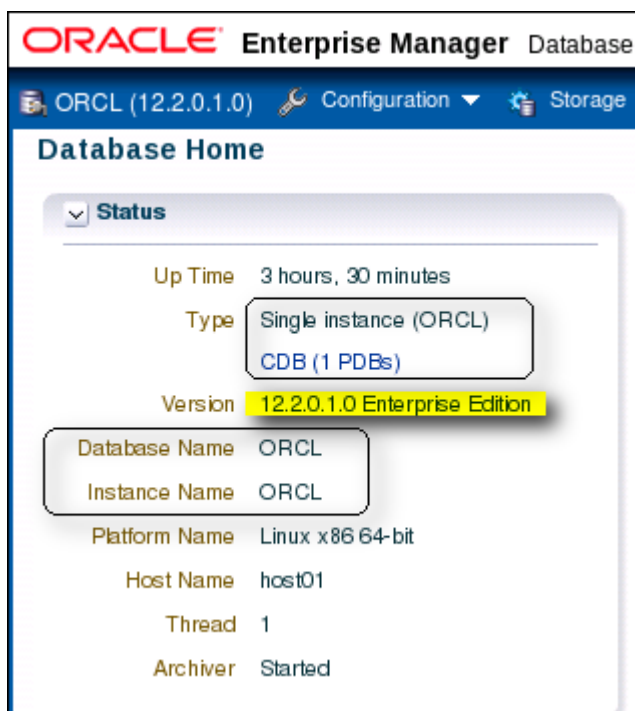 ORACLE Enterprise Manager Database
ORCL (12.2.0.1.0) Configuration Storage
Database Home
Status
Up Time 3 hours, 30 minutes
Type Single instance (ORCL)
CDB (1 PDBs)
Version 12.2.0.1.0 Enterprise Edition
Database Name ORCL
Instance Name ORCL
Platform Name Linux x86 64-bit
Host Name host01
Thread 1
Archiver Started